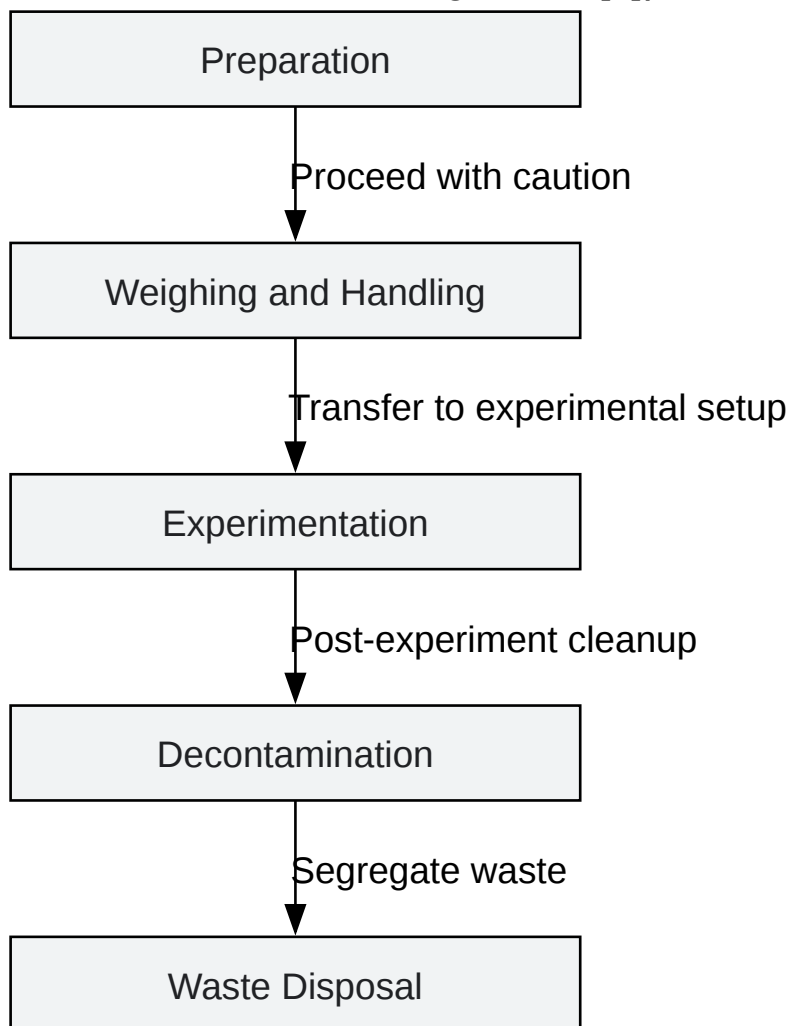 Preparation
Proceed with caution
Weighing and Handling
Transfer to experimental setup
Experimentation
Post-experiment cleanup
Decontamination
Segregate waste
Waste Disposal